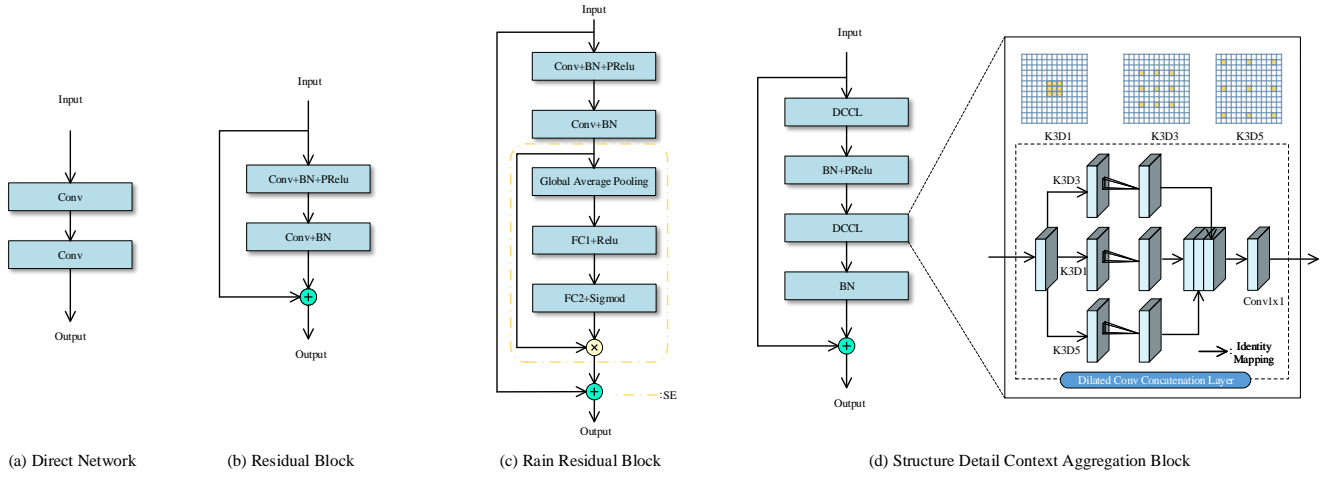 Input
Conv
Conv
Output
(a) Direct Network
Input
Conv+BN+PRelu
Conv+BN
+
Output
(b) Residual Block
Input
Conv+BN+PRelu
Conv+BN
Global Average Pooling
FC1+Relu
FC2+Sigmod
×
+
:SE
Output
(c) Rain Residual Block
Input
DCCL
BN+PRelu
DCCL
BN
+
Output
K3D1
K3D3
K3D5
K3D3
K3D1
K3D5
Conv1x1
: Identity
Mapping
Dilated Conv Concatenation Layer
(d) Structure Detail Context Aggregation Block